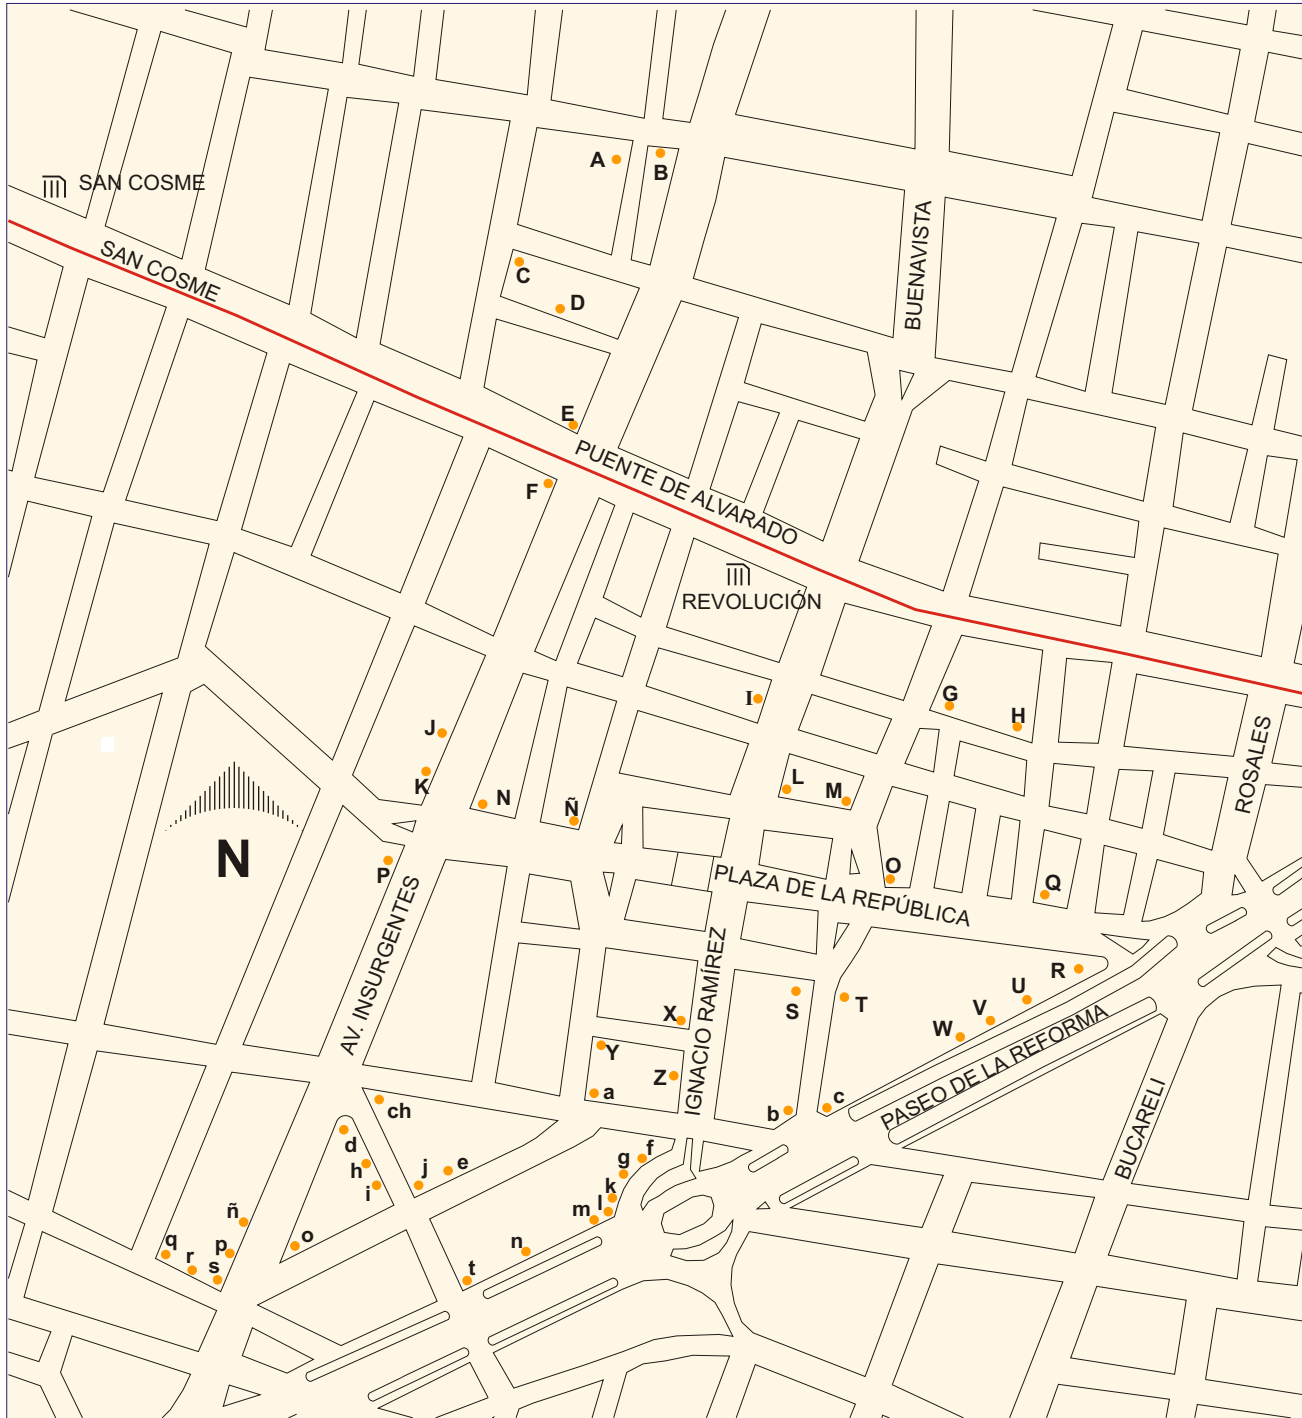 A
B
SAN COSME
BUENAVISTA
SAN COSME
C
D
E
PUENTE DE ALVARADO
F
REVOLUCIÓN
I
G
H
J
ROSALES
K
L
M
N
Ñ
N
P
O
Q
PLAZA DE LA REPÚBLICA
AV. INSURGENTES
IGNACIO RAMÍREZ
R
S
T
U
V
W
X
PASEO DE LA REFORMA
Y
Z
a
b
c
ch
BUCARELI
d
f
h
j
e
g
i
k
l
m
ñ
q
r
p
s
o
n
t